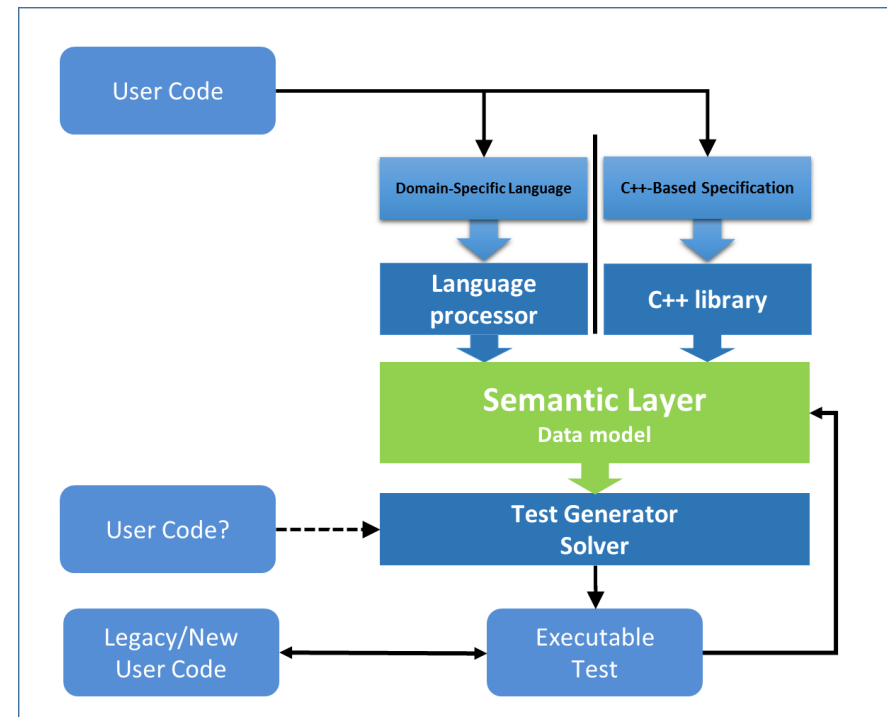 User Code
Domain-Specific Language
C++-Based Specification
Language
processor
C++ library
Semantic Layer
Data model
User Code?
Test Generator
Solver
Legacy/New
User Code
Executable
Test